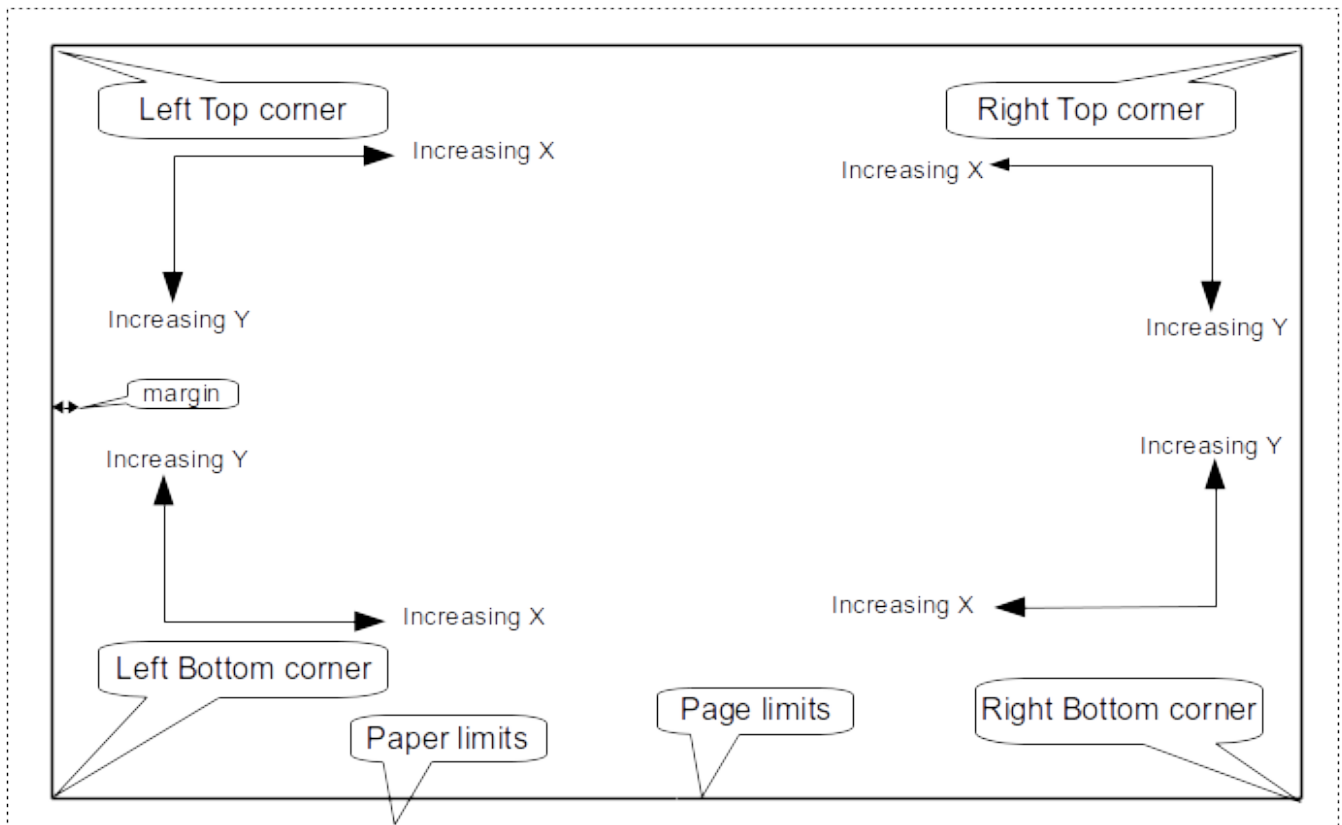 Left Top corner
Right Top corner
Increasing X
Increasing X
Increasing Y
Increasing Y
margin
Increasing Y
Increasing Y
Increasing X
Increasing X
Left Bottom corner
Page limits
Right Bottom corner
Paper limits